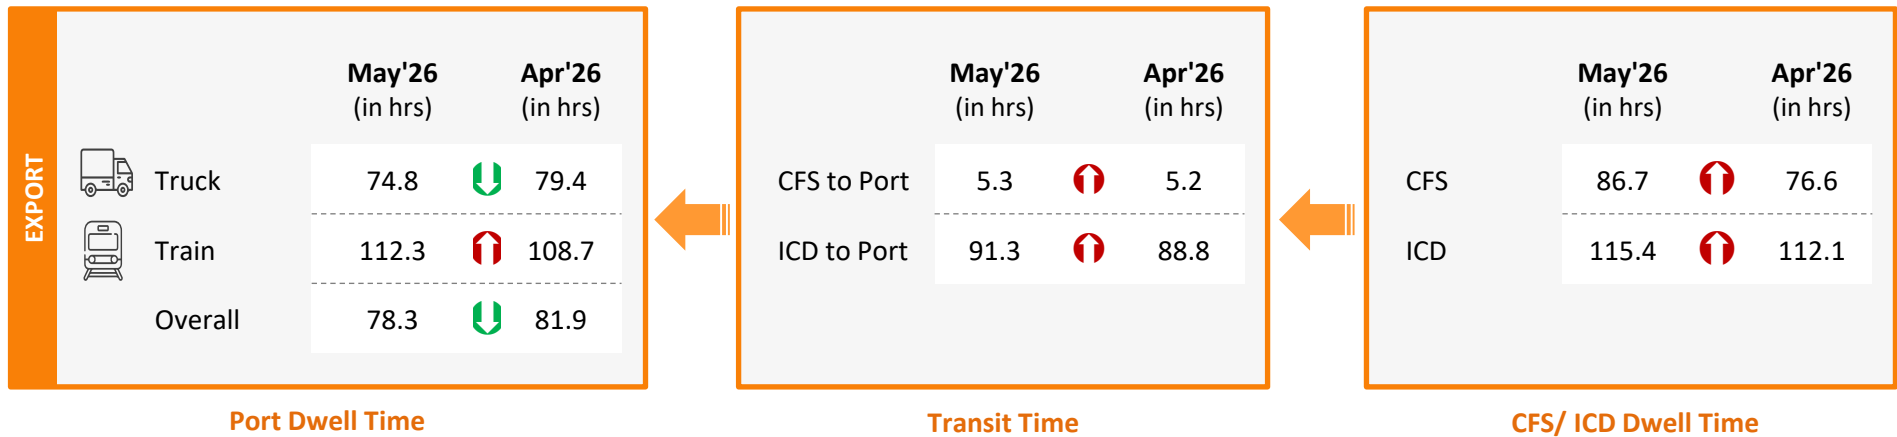 EXPORT
May'26 Apr'26
(in hrs) (in hrs)
Truck 74.8 79.4
Train 112.3 108.7
Overall 78.3 81.9
Port Dwell Time
May'26 Apr'26
(in hrs) (in hrs)
CFS to Port 5.3 5.2
ICD to Port 91.3 88.8
Transit Time
May'26 Apr'26
(in hrs) (in hrs)
CFS 86.7 76.6
ICD 115.4 112.1
CFS/ ICD Dwell Time